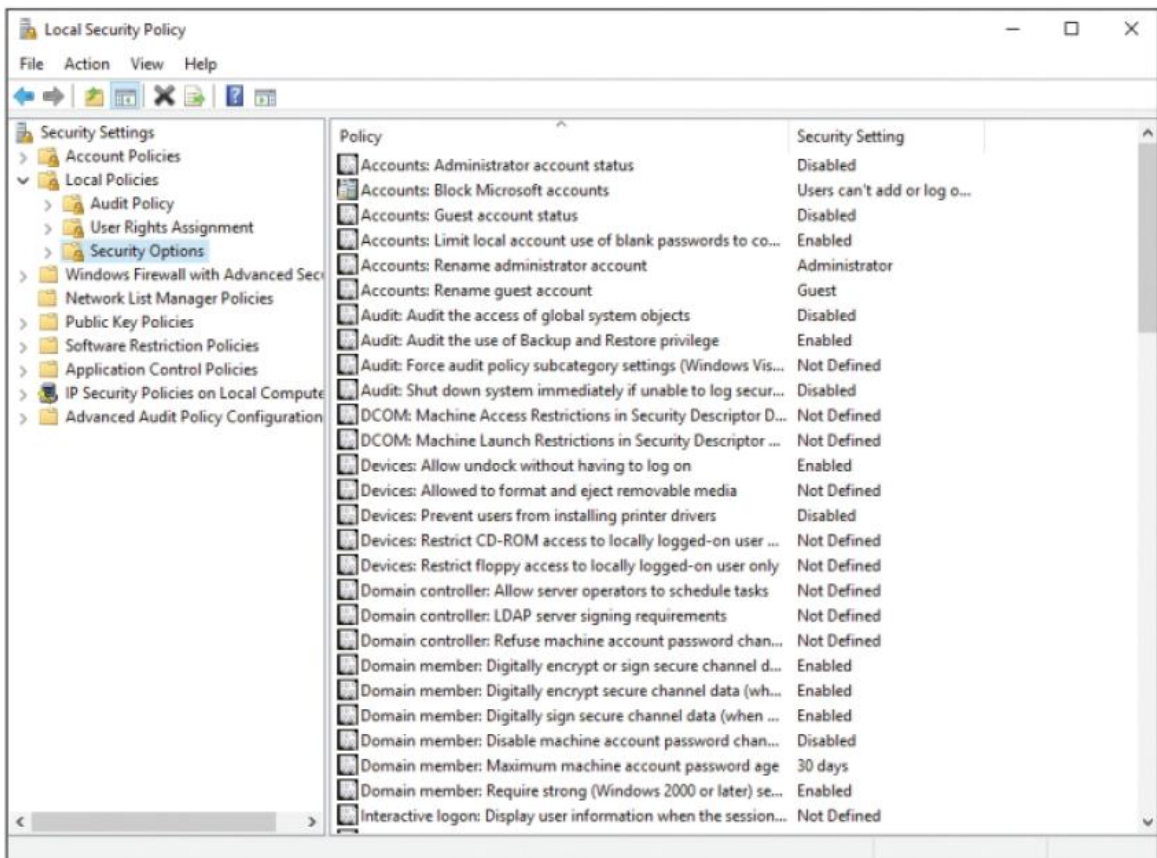 Local Security Policy
File Action View Help
Security Settings
Account Policies
Local Policies
Audit Policy
User Rights Assignment
Security Options
Windows Firewall with Advanced Secu
Network List Manager Policies
Public Key Policies
Software Restriction Policies
Application Control Policies
IP Security Policies on Local Compute
Advanced Audit Policy Configuration
Policy Security Setting
Accounts: Administrator account status Disabled
Accounts: Block Microsoft accounts Users can't add or log o...
Accounts: Guest account status Disabled
Accounts: Limit local account use of blank passwords to co... Enabled
Accounts: Rename administrator account Administrator
Accounts: Rename guest account Guest
Audit: Audit the access of global system objects Disabled
Audit: Audit the use of Backup and Restore privilege Enabled
Audit: Force audit policy subcategory settings (Windows Vis... Not Defined
Audit: Shut down system immediately if unable to log secur... Disabled
DCOM: Machine Access Restrictions in Security Descriptor D... Not Defined
DCOM: Machine Launch Restrictions in Security Descriptor ... Not Defined
Devices: Allow undock without having to log on Enabled
Devices: Allowed to format and eject removable media Not Defined
Devices: Prevent users from installing printer drivers Disabled
Devices: Restrict CD-ROM access to locally logged-on user ... Not Defined
Devices: Restrict floppy access to locally logged-on user only Not Defined
Domain controller: Allow server operators to schedule tasks Not Defined
Domain controller: LDAP server signing requirements Not Defined
Domain controller: Refuse machine account password chan... Not Defined
Domain member: Digitally encrypt or sign secure channel d... Enabled
Domain member: Digitally encrypt secure channel data (wh... Enabled
Domain member: Digitally sign secure channel data (when ... Enabled
Domain member: Disable machine account password chan... Disabled
Domain member: Maximum machine account password age 30 days
Domain member: Require strong (Windows 2000 or later) se... Enabled
Interactive logon: Display user information when the session... Not Defined